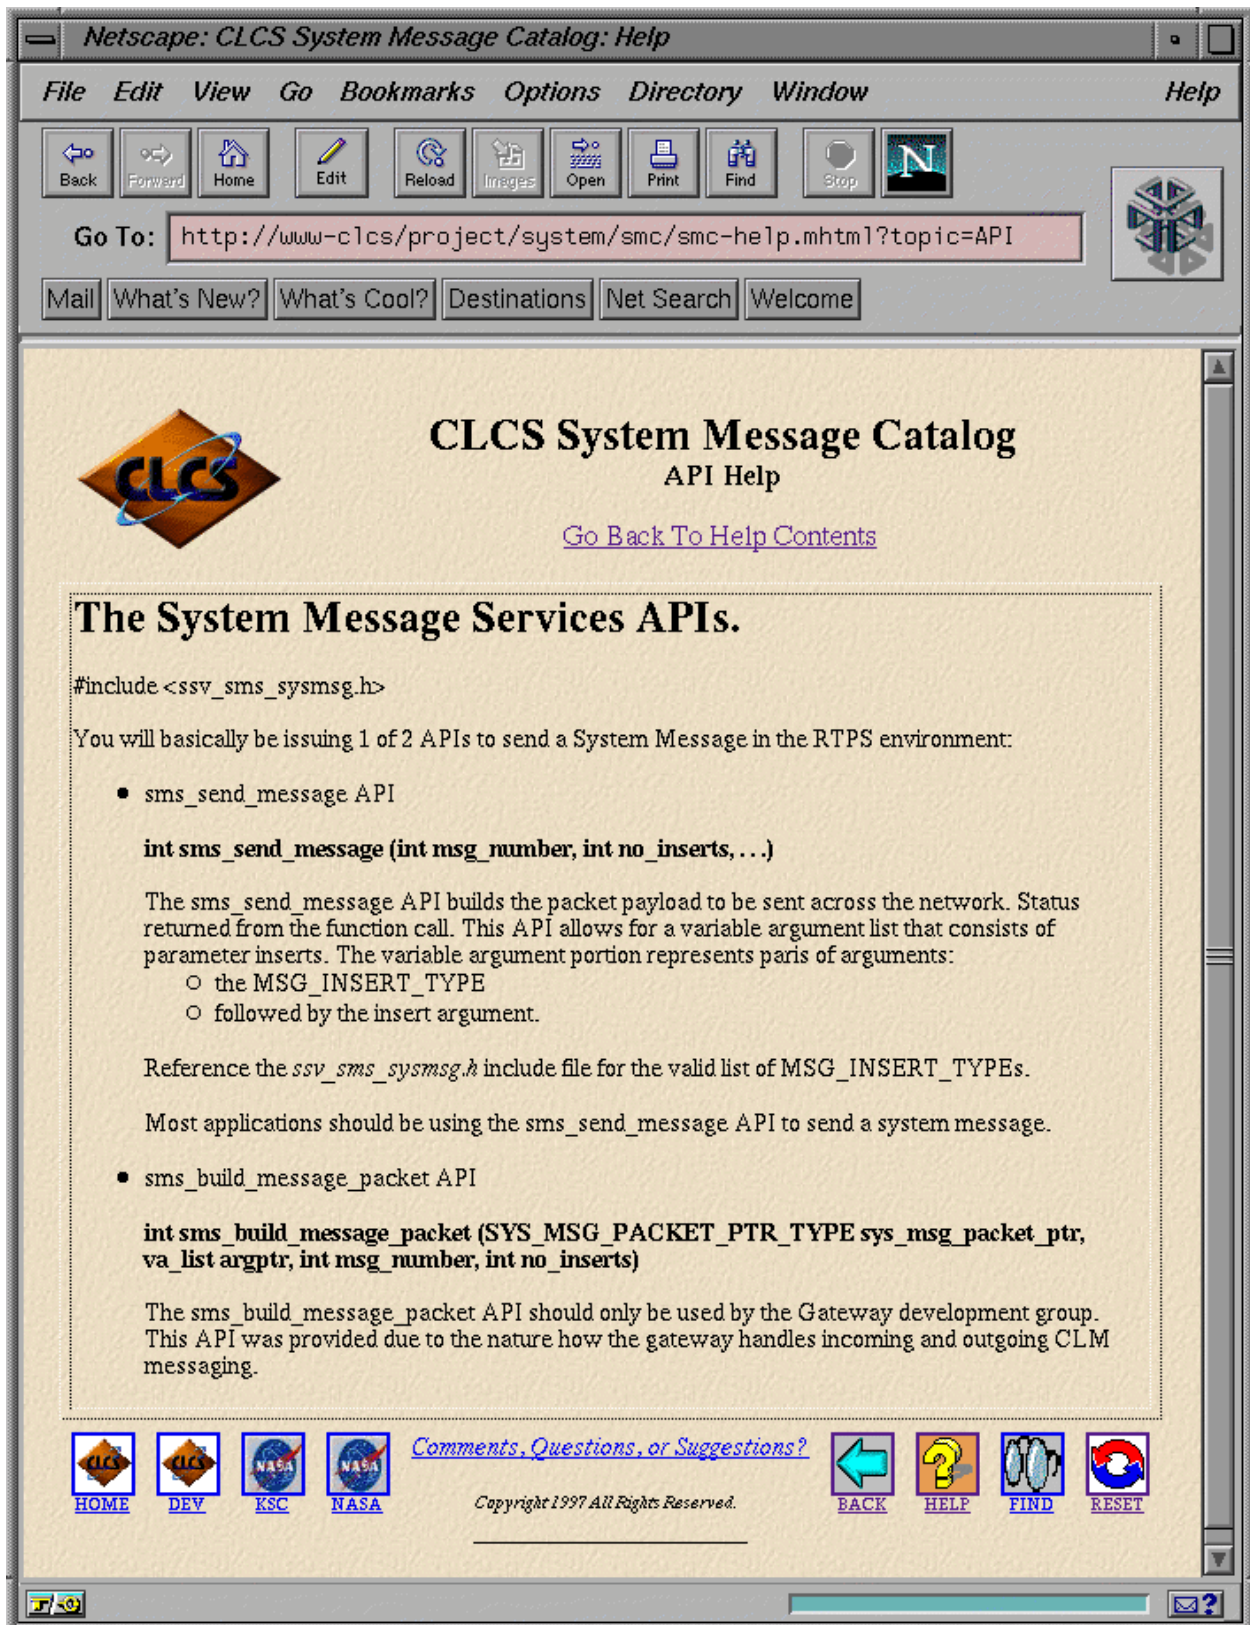 Netscape: CLCS System Message Catalog: Help
File Edit View Go Bookmarks Options Directory Window Help
Back Forward Home Edit Reload Images Open Print Find Stop N
Go To: http://www-clcs/project/system/smc/smc-help.mhtml?topic=API
Mail What's New? What's Cool? Destinations Net Search Welcome
CLCS
CLCS System Message Catalog
API Help
Go Back To Help Contents
The System Message Services APIs.
#include <ssv_sms_sysmsg.h>
You will basically be issuing 1 of 2 APIs to send a System Message in the RTPS environment:
sms_send_message API
int sms_send_message (int msg_number, int no_inserts, . . .)
The sms_send_message API builds the packet payload to be sent across the network. Status
returned from the function call. This API allows for a variable argument list that consists of
parameter inserts. The variable argument portion represents paris of arguments:
the MSG_INSERT_TYPE
followed by the insert argument.
Reference the ssv_sms_sysmsg.h include file for the valid list of MSG_INSERT_TYPEs.
Most applications should be using the sms_send_message API to send a system message.
sms_build_message_packet API
int sms_build_message_packet (SYS_MSG_PACKET_PTR_TYPE sys_msg_packet_ptr,
va_list argptr, int msg_number, int no_inserts)
The sms_build_message_packet API should only be used by the Gateway development group.
This API was provided due to the nature how the gateway handles incoming and outgoing CLM
messaging.
CLCS CLCS NASA NASA Comments, Questions, or Suggestions?
HOME DEV KSC NASA Copyright 1997 All Rights Reserved. BACK HELP FIND RESET